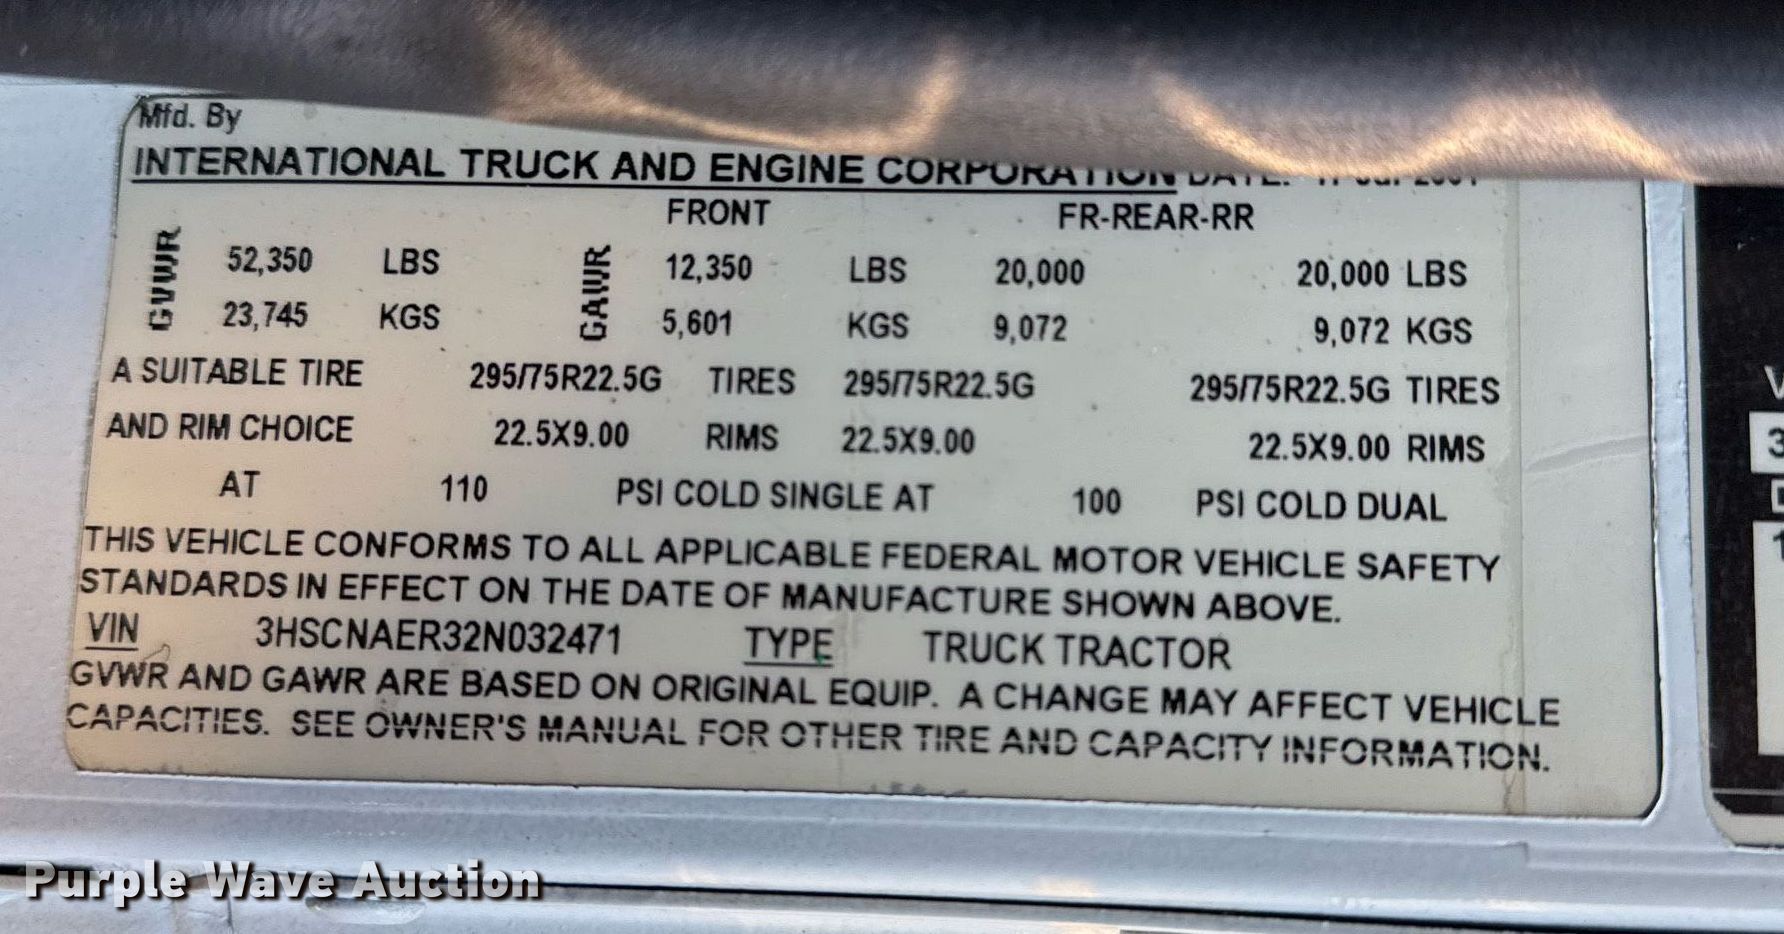 Mfd. By
INTERNATIONAL TRUCK AND ENGINE CORPORATION DATE:
FRONT FR-REAR-RR
GVWR 52,350 LBS GAWR 12,350 LBS 20,000 20,000 LBS
23,745 KGS 5,601 KGS 9,072 9,072 KGS
A SUITABLE TIRE 295/75R22.5G TIRES 295/75R22.5G 295/75R22.5G TIRES
AND RIM CHOICE 22.5X9.00 RIMS 22.5X9.00 22.5X9.00 RIMS
AT 110 PSI COLD SINGLE AT 100 PSI COLD DUAL
THIS VEHICLE CONFORMS TO ALL APPLICABLE FEDERAL MOTOR VEHICLE SAFETY
STANDARDS IN EFFECT ON THE DATE OF MANUFACTURE SHOWN ABOVE.
VIN 3HSCNAER32N032471 TYPE TRUCK TRACTOR
GVWR AND GAWR ARE BASED ON ORIGINAL EQUIP. A CHANGE MAY AFFECT VEHICLE
CAPACITIES. SEE OWNER'S MANUAL FOR OTHER TIRE AND CAPACITY INFORMATION.
Purple Wave Auction